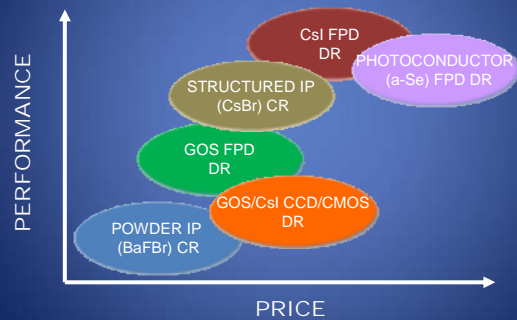 PERFORMANCE
CsI FPD
DR
PHOTOCONDUCTOR
(a-Se) FPD DR
STRUCTURED IP
(CsBr) CR
GOS FPD
DR
GOS/CsI CCD/CMOS
DR
POWDER IP
(BaFBr) CR
PRICE